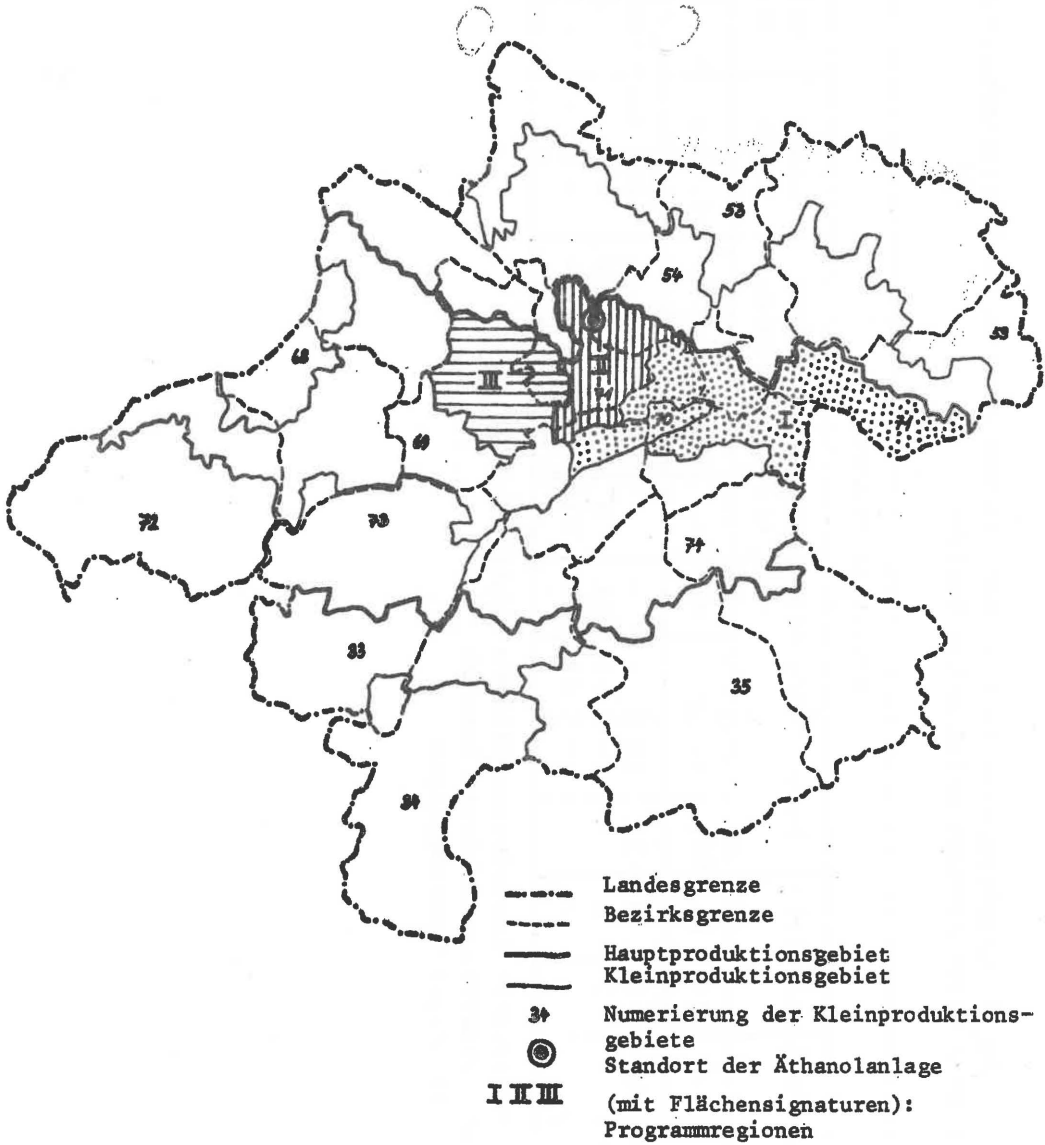 53
54
53
68
III
II
71
70
I
71
69
72
73
74
33
35
34
Landesgrenze
Bezirksgrenze
Hauptproduktionsgebiet
Kleinproduktionsgebiet
34 Numerierung der Kleinproduktions-
gebiete
Standort der Äthanolanlage
I II III (mit Flächensignaturen):
Programmregionen